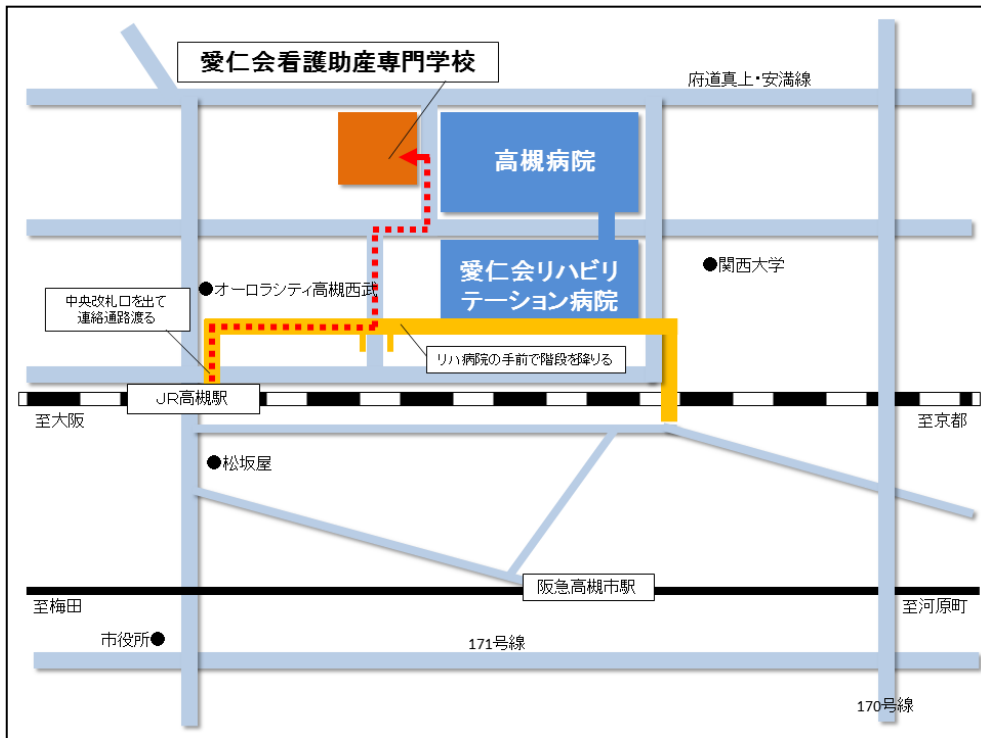 愛仁会看護助産専門学校
府道真上・安満線
高槻病院
愛仁会リハビリ
テーション病院
●関西大学
●オーロラシティ高槻西武
中央改札口を出て
連絡通路渡る
リハ病院の手前で階段を降りる
JR高槻駅
至大阪
至京都
●松坂屋
阪急高槻市駅
至梅田
至河原町
市役所●
171号線
170号線